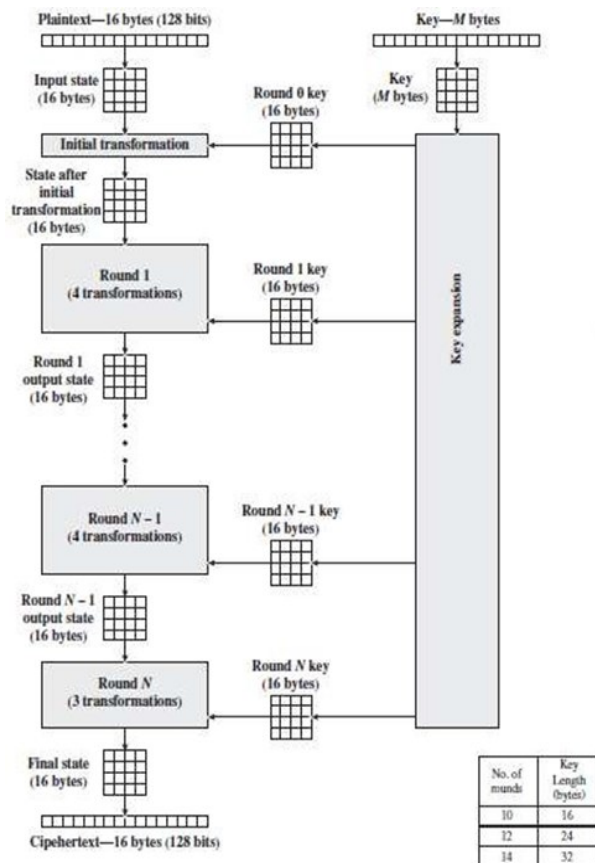 Plaintext—16 bytes (128 bits)
Key—M bytes
Input state
(16 bytes)
Key
(M bytes)
Round 0 key
(16 bytes)
Initial transformation
State after
initial
transformation
(16 bytes)
Round 1
(4 transformations)
Round 1 key
(16 bytes)
Key expansion
Round 1
output state
(16 bytes)
Round N – 1
(4 transformations)
Round N – 1 key
(16 bytes)
Round N – 1
output state
(16 bytes)
Round N
(3 transformations)
Round N key
(16 bytes)
Final state
(16 bytes)
Cipehertext—16 bytes (128 bits)
No. of
rounds
Key
Length
(bytes)
10 16
12 24
14 32